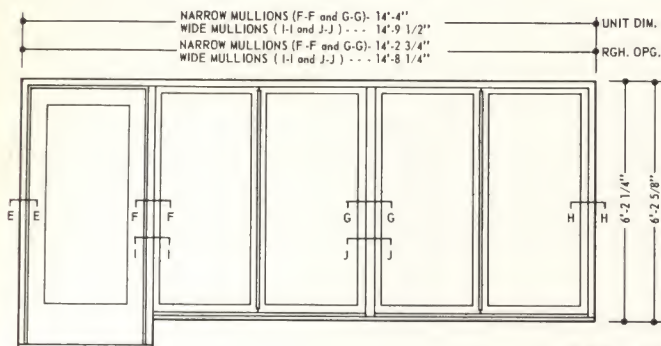 NARROW MULLIONS (F-F and G-G)- 14'-4"
WIDE MULLIONS ( I-I and J-J ) - - - 14'-9 1/2"
UNIT DIM.
NARROW MULLIONS (F-F and G-G)- 14'-2 3/4"
WIDE MULLIONS ( I-I and J-J ) - - - 14'-8 1/4"
RGH. OPG.
E E F F G G H H
I I J J
6'-2 1/4"
6'-2 5/8"